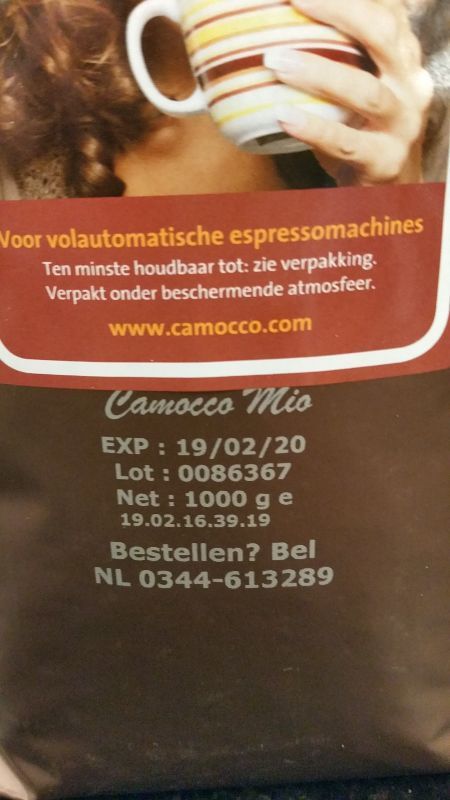 Voor volautomatische espressomachines
Ten minste houdbaar tot: zie verpakking.
Verpakt onder beschermende atmosfeer.
www.camocco.com
Camocco Mio
EXP : 19/02/20
Lot : 0086367
Net : 1000 g e
19.02.16.39.19
Bestellen? Bel
NL 0344-613289